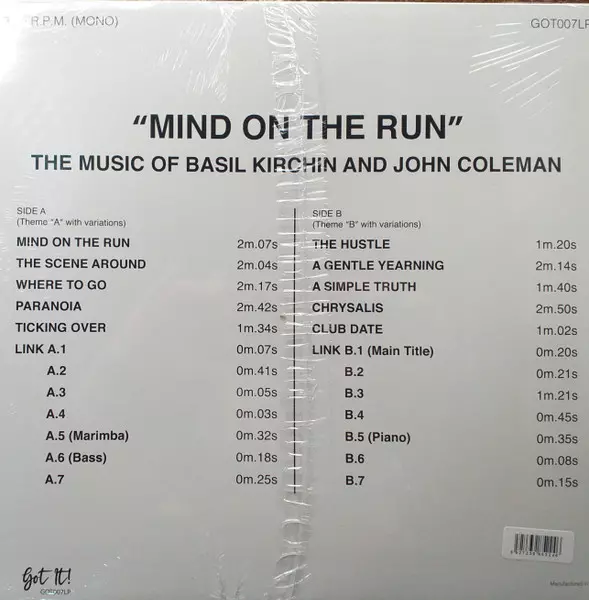 R.P.M. (MONO) GOT007LP
“MIND ON THE RUN”
THE MUSIC OF BASIL KIRCHIN AND JOHN COLEMAN
SIDE A
(Theme "A" with variations)
MIND ON THE RUN 2m.07s
THE SCENE AROUND 2m.04s
WHERE TO GO 2m.17s
PARANOIA 2m.42s
TICKING OVER 1m.34s
LINK A.1 0m.07s
A.2 0m.41s
A.3 0m.05s
A.4 0m.03s
A.5 (Marimba) 0m.32s
A.6 (Bass) 0m.18s
A.7 0m.25s
SIDE B
(Theme "B" with variations)
THE HUSTLE 1m.20s
A GENTLE YEARNING 2m.14s
A SIMPLE TRUTH 1m.40s
CHRYSALIS 2m.50s
CLUB DATE 1m.02s
LINK B.1 (Main Title) 0m.20s
B.2 0m.21s
B.3 1m.21s
B.4 0m.45s
B.5 (Piano) 0m.35s
B.6 0m.08s
B.7 0m.15s
Got It!
GOT007LP
Manufactured